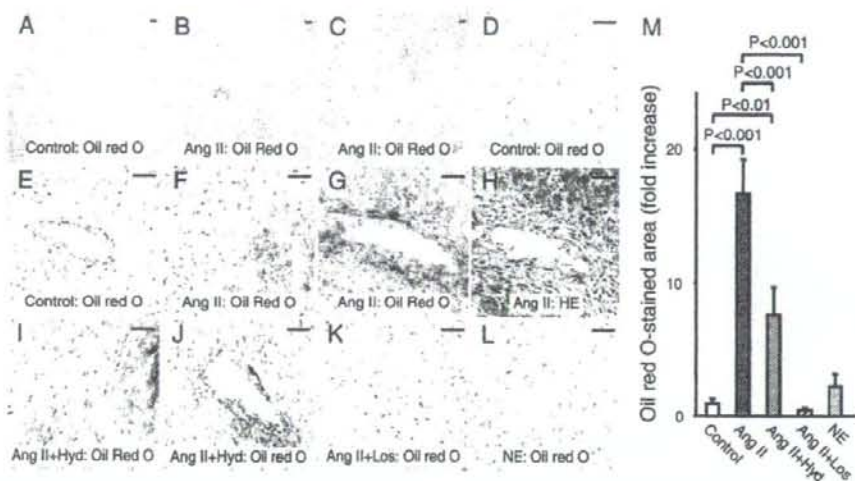 A
B
C
D
M
Control: Oil red O
Ang II: Oil Red O
Ang II: Oil Red O
Control: Oil red O
E
F
G
H
Control: Oil red O
Ang II: Oil Red O
Ang II: Oil Red O
Ang II: HE
I
J
K
L
Ang II+Hyd: Oil Red O
Ang II+Hyd: Oil red O
Ang II+Los: Oil red O
NE: Oil red O
P<0.001
P<0.001
P<0.01
P<0.001
Oil red O-stained area (fold increase)
20
10
0
Control
Ang II
Ang II+Hyd
Ang II+Los
NE